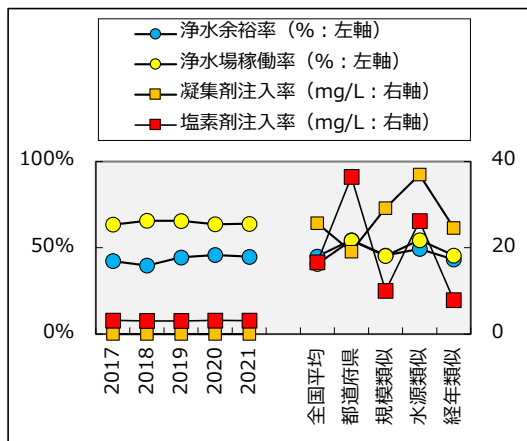 浄水余裕率（%：左軸）
浄水場稼働率（%：左軸）
凝集剤注入率（mg/L：右軸）
塩素剤注入率（mg/L：右軸）
100%
40
50%
20
0%
0
2017
2018
2019
2020
2021
全国平均
都道府県
規模類似
水源類似
経年類似